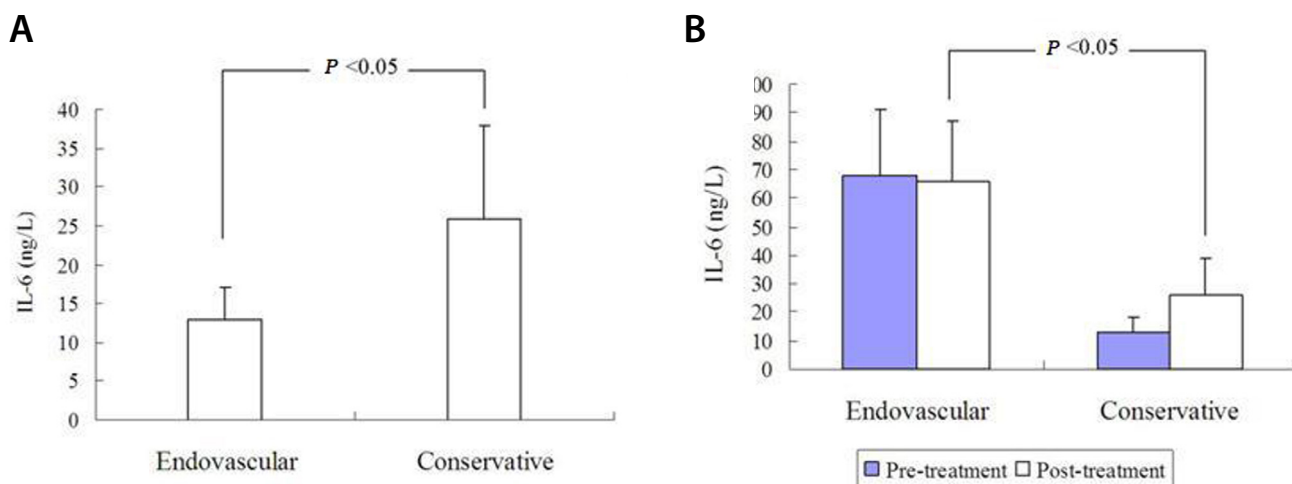 A
P <0.05
40
35
30
25
20
15
10
5
0
IL-6 (ng/L)
Endovascular
Conservative
B
P <0.05
00
90
80
70
60
50
40
30
20
10
0
IL-6 (ng/L)
Endovascular
Conservative
Pre-treatment Post-treatment